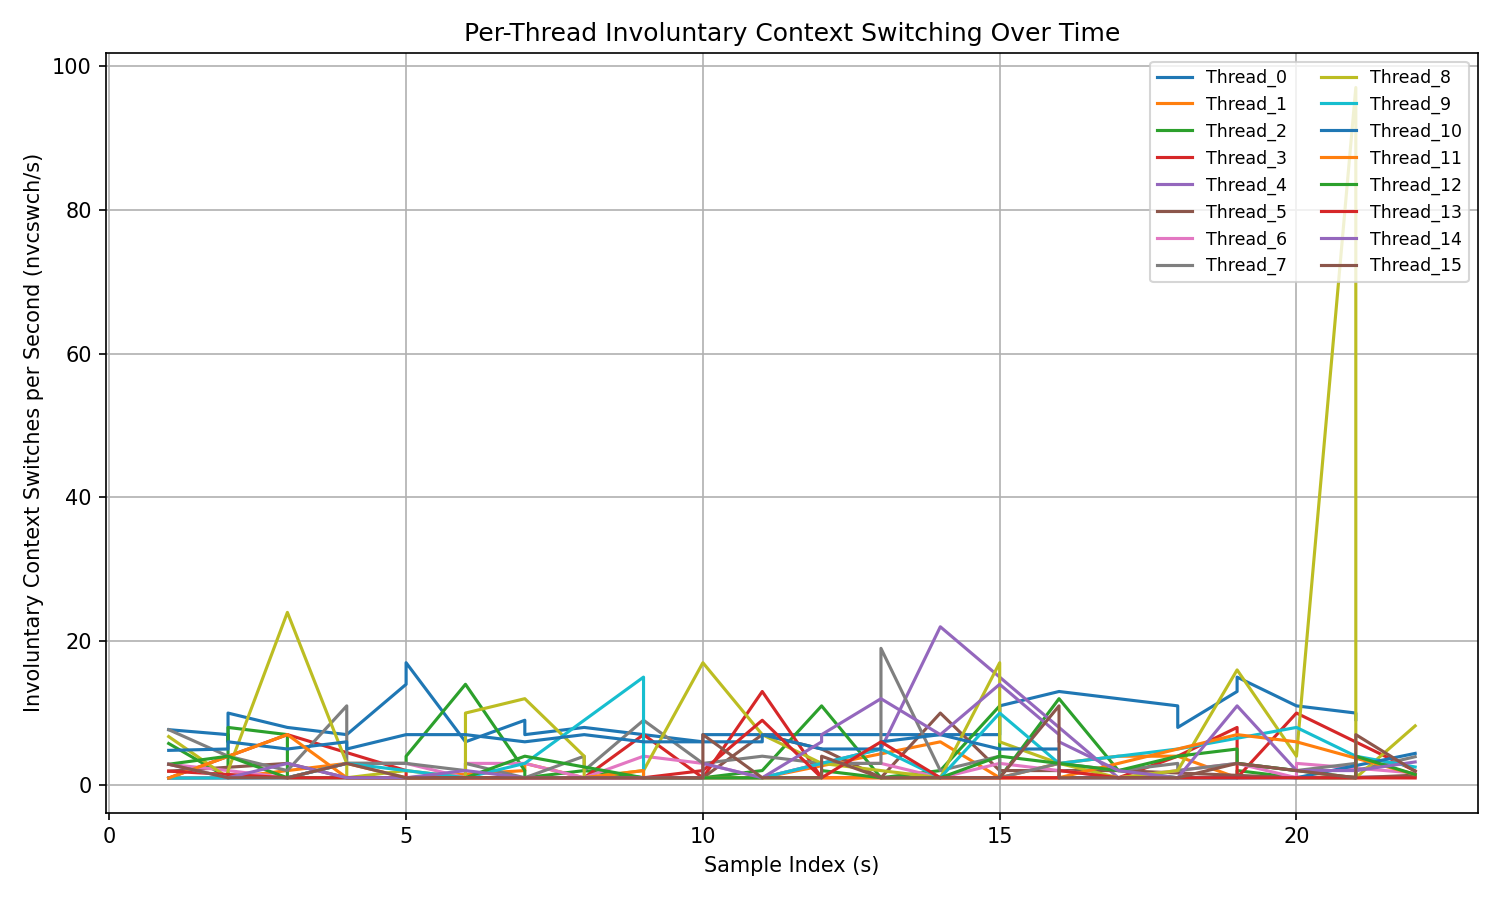 Per-Thread Involuntary Context Switching Over Time
Involuntary Context Switches per Second (nvcswch/s)
100
80
60
40
20
0
Thread_0
Thread_1
Thread_2
Thread_3
Thread_4
Thread_5
Thread_6
Thread_7
Thread_8
Thread_9
Thread_10
Thread_11
Thread_12
Thread_13
Thread_14
Thread_15
0 5 10 15 20
Sample Index (s)